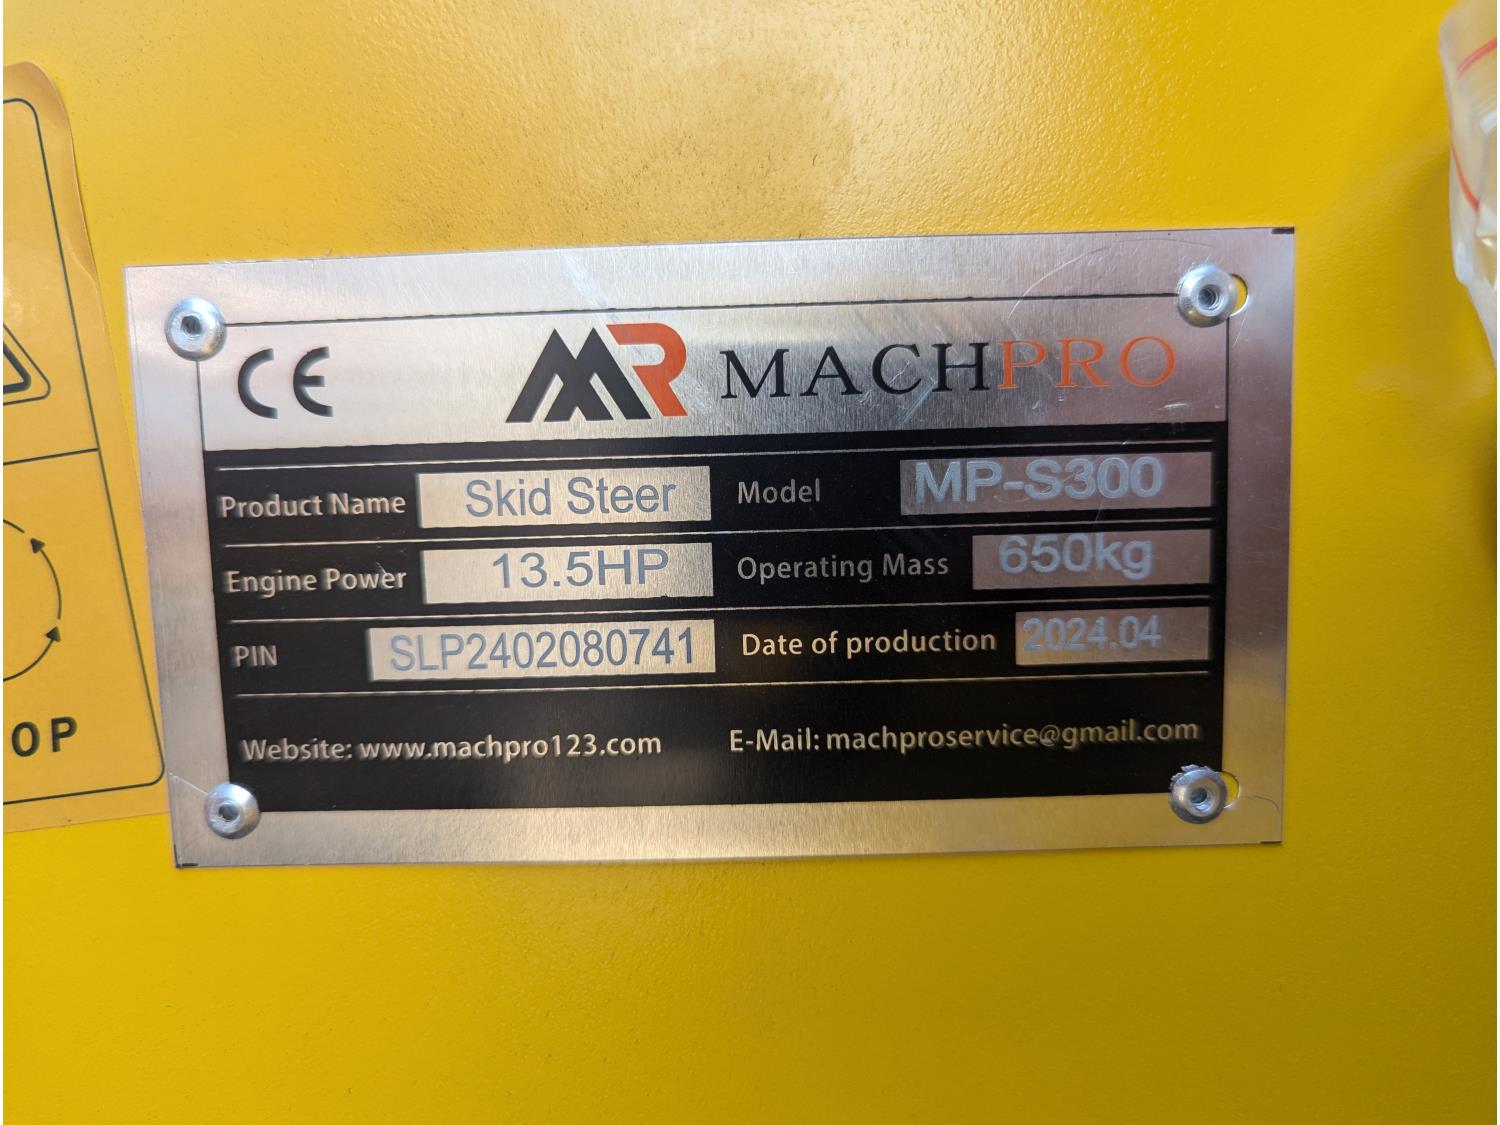 CE MR MACHPRO
Product Name Skid Steer Model MP-S300
Engine Power 13.5HP Operating Mass 650kg
PIN SLP2402080741 Date of production 2024.04
Website: www.machpro123.com E-Mail: machproservice@gmail.com
OP